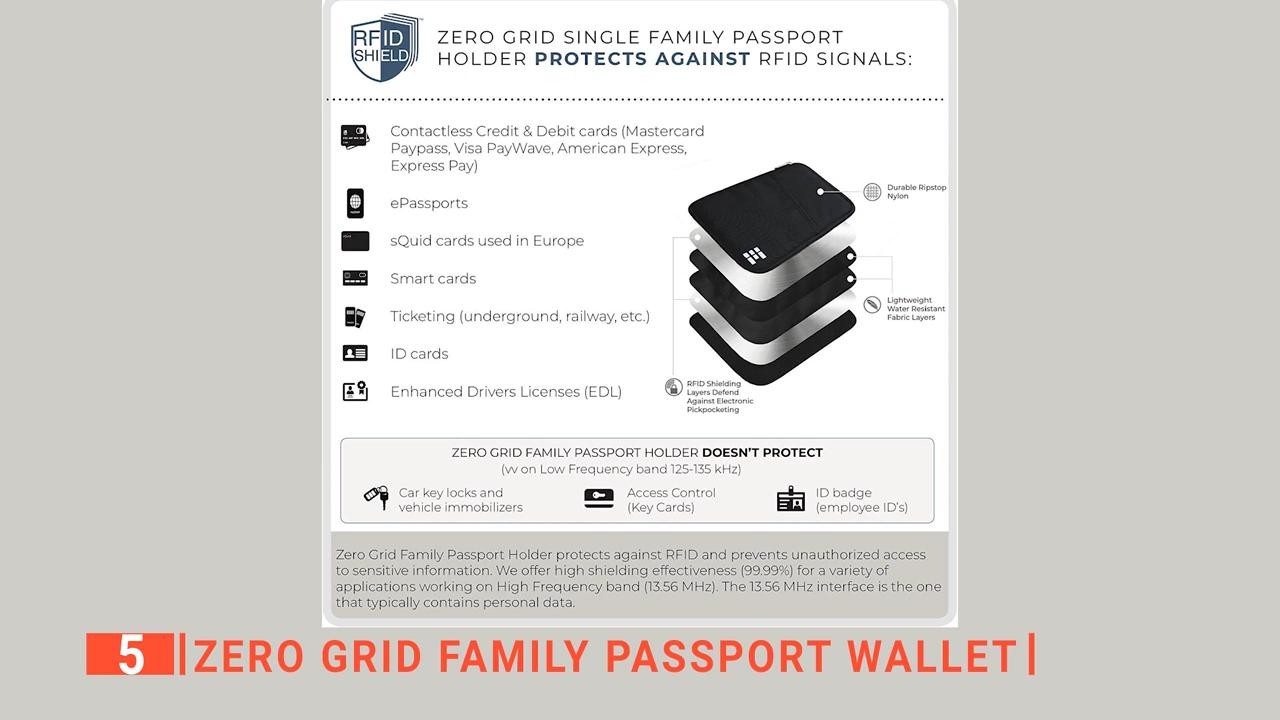 RFID
SHIELD
TM
ZERO GRID SINGLE FAMILY PASSPORT
HOLDER PROTECTS AGAINST RFID SIGNALS:
Contactless Credit & Debit cards (Mastercard
Paypass, Visa PayWave, American Express,
Express Pay)
ePassports
sQuid cards used in Europe
Smart cards
Ticketing (underground, railway, etc.)
ID cards
Enhanced Drivers Licenses (EDL)
Durable Ripstop
Nylon
Lightweight
Water Resistant
Fabric Layers
RFID Shielding
Layers Defend
Against Electronic
Pickpocketing
ZERO GRID FAMILY PASSPORT HOLDER DOESN'T PROTECT
(vv on Low Frequency band 125-135 kHz)
Car key locks and
vehicle immobilizers
Access Control
(Key Cards)
ID badge
(employee ID's)
Zero Grid Family Passport Holder protects against RFID and prevents unauthorized access
to sensitive information. We offer high shielding effectiveness (99.99%) for a variety of
applications working on High Frequency band (13.56 MHz). The 13.56 MHz interface is the one
that typically contains personal data.
5 ZERO GRID FAMILY PASSPORT WALLET